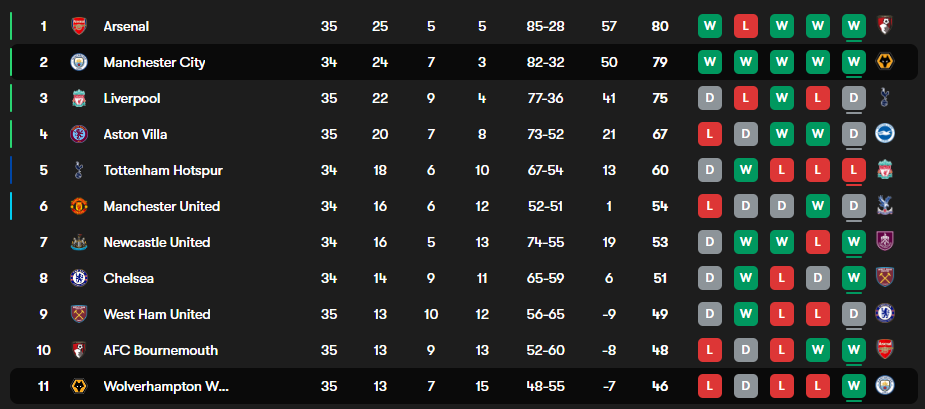 1 Arsenal 35 25 5 5 85-28 57 80 W L W W W
2 Manchester City 34 24 7 3 82-32 50 79 W W W W W
3 Liverpool 35 22 9 4 77-36 41 75 D L W L D
4 Aston Villa 35 20 7 8 73-52 21 67 L D W W D
5 Tottenham Hotspur 34 18 6 10 67-54 13 60 D W L L L
6 Manchester United 34 16 6 12 52-51 1 54 L D D W D
7 Newcastle United 34 16 5 13 74-55 19 53 D W W L W
8 Chelsea 34 14 9 11 65-59 6 51 D W L D W
9 West Ham United 35 13 10 12 56-65 -9 49 D W L L D
10 AFC Bournemouth 35 13 9 13 52-60 -8 48 L D L W W
11 Wolverhampton W... 35 13 7 15 48-55 -7 46 L D L L W